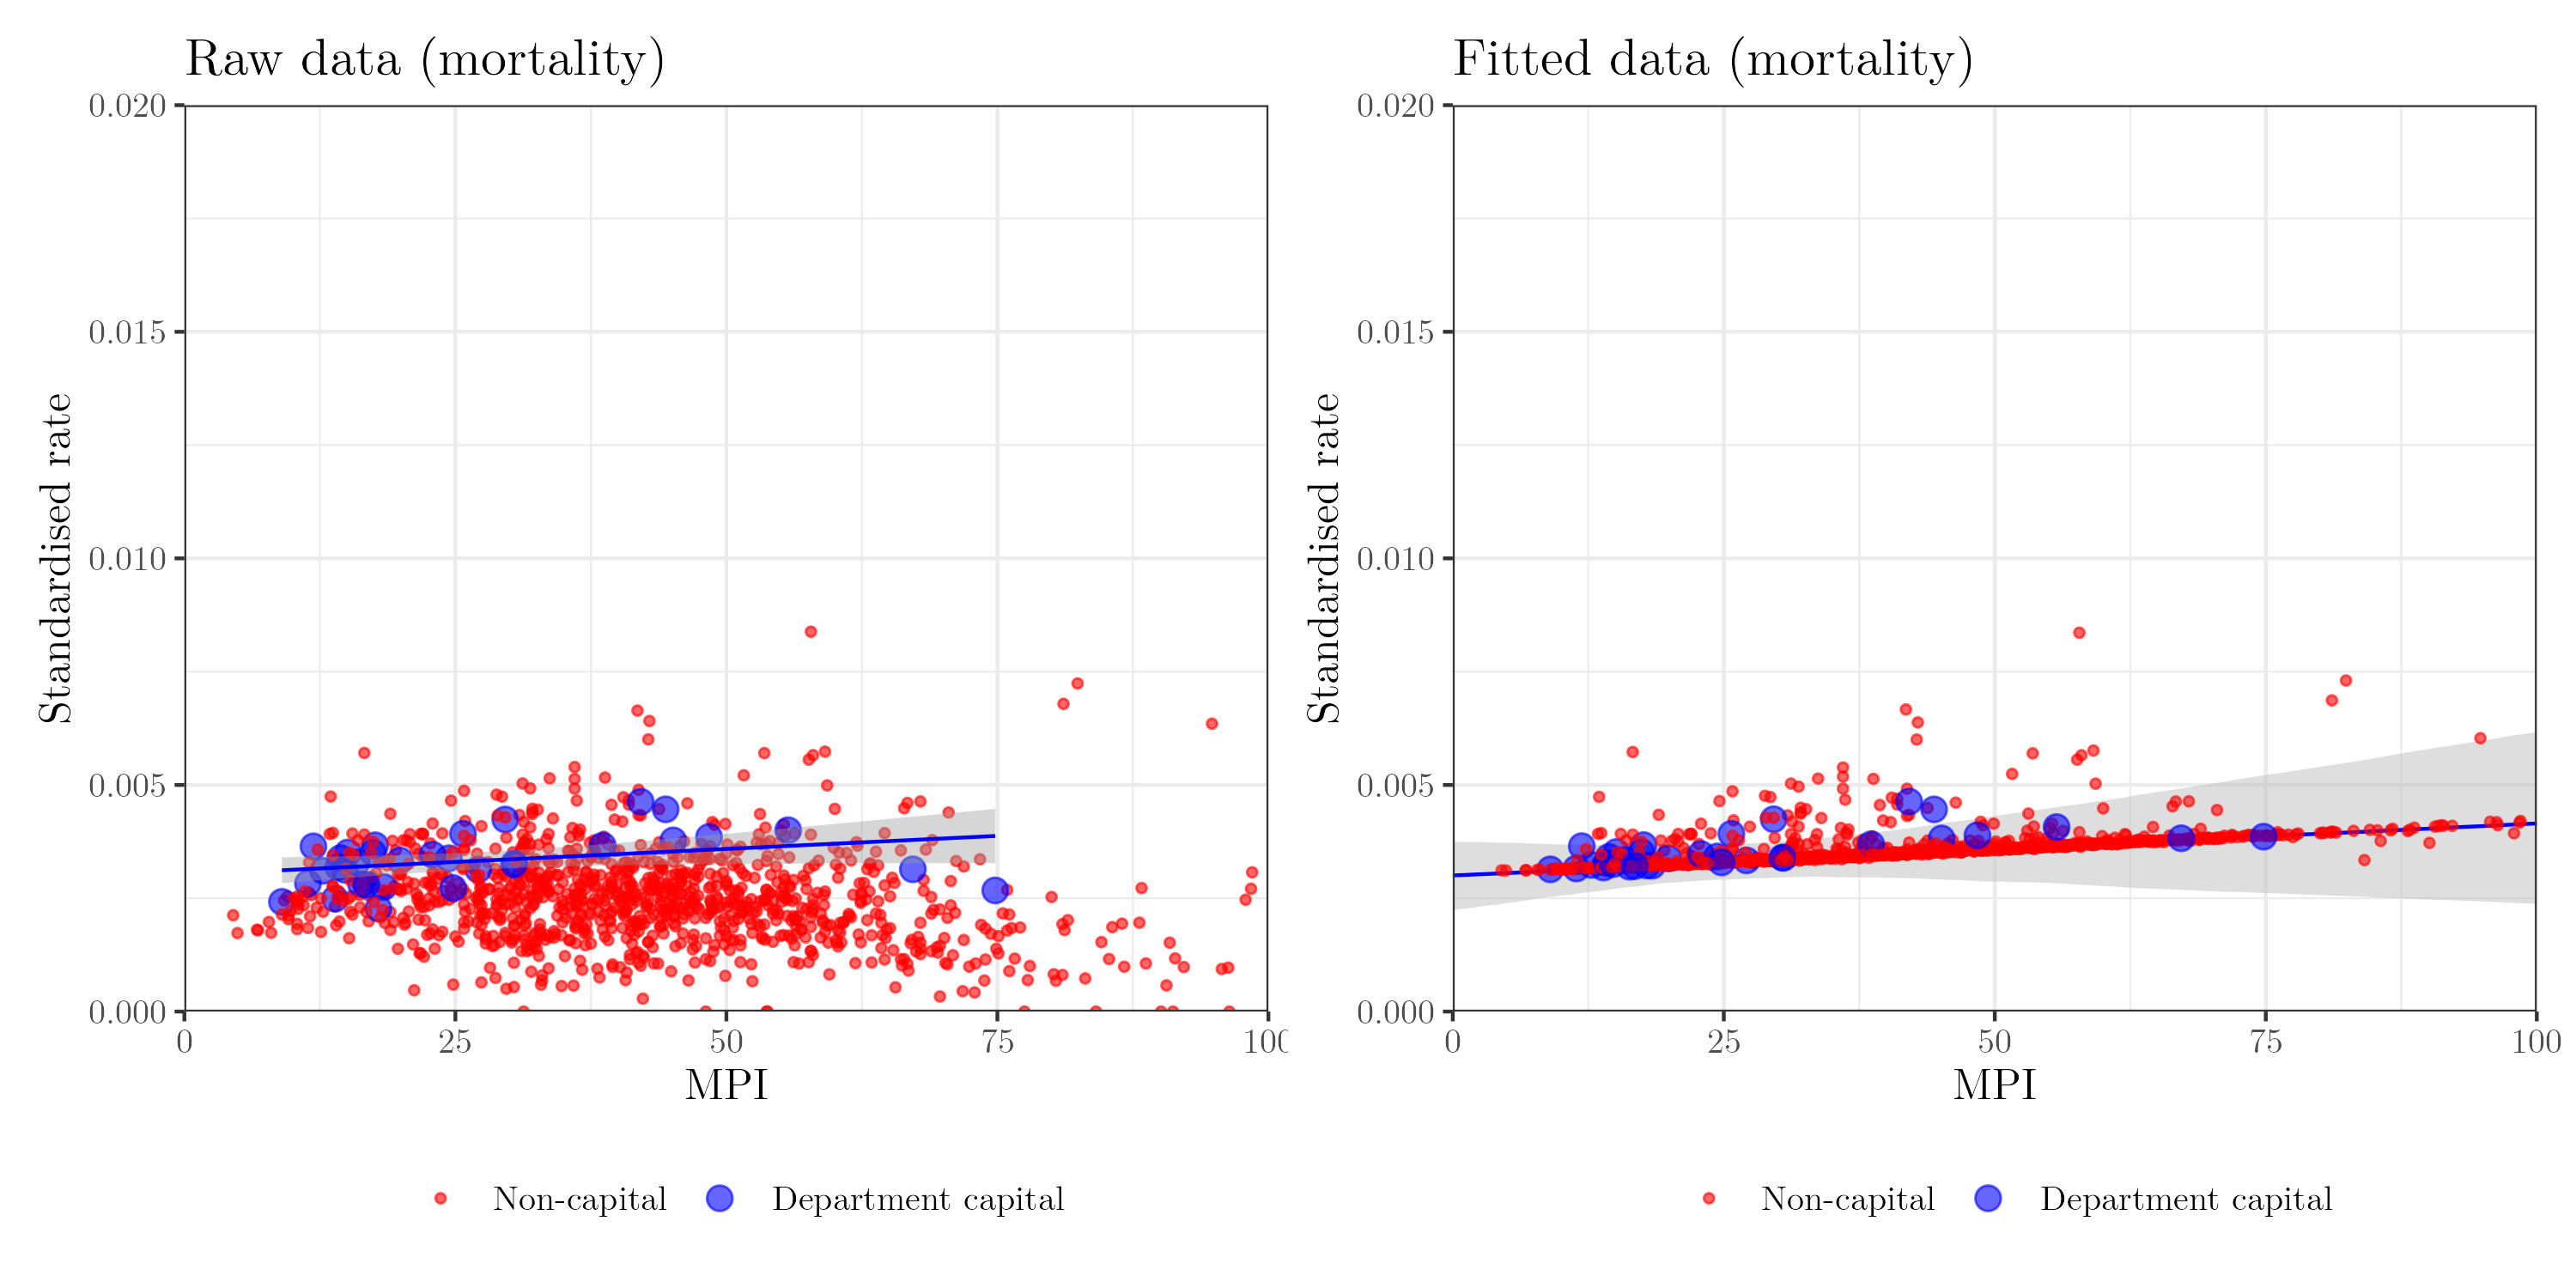 Raw data (mortality)
0.020
0.015
0.010
0.005
0.000
Standardised rate
0
25
50
75
100
MPI
Non-capital
Department capital
Fitted data (mortality)
0.020
0.015
0.010
0.005
0.000
Standardised rate
0
25
50
75
100
MPI
Non-capital
Department capital